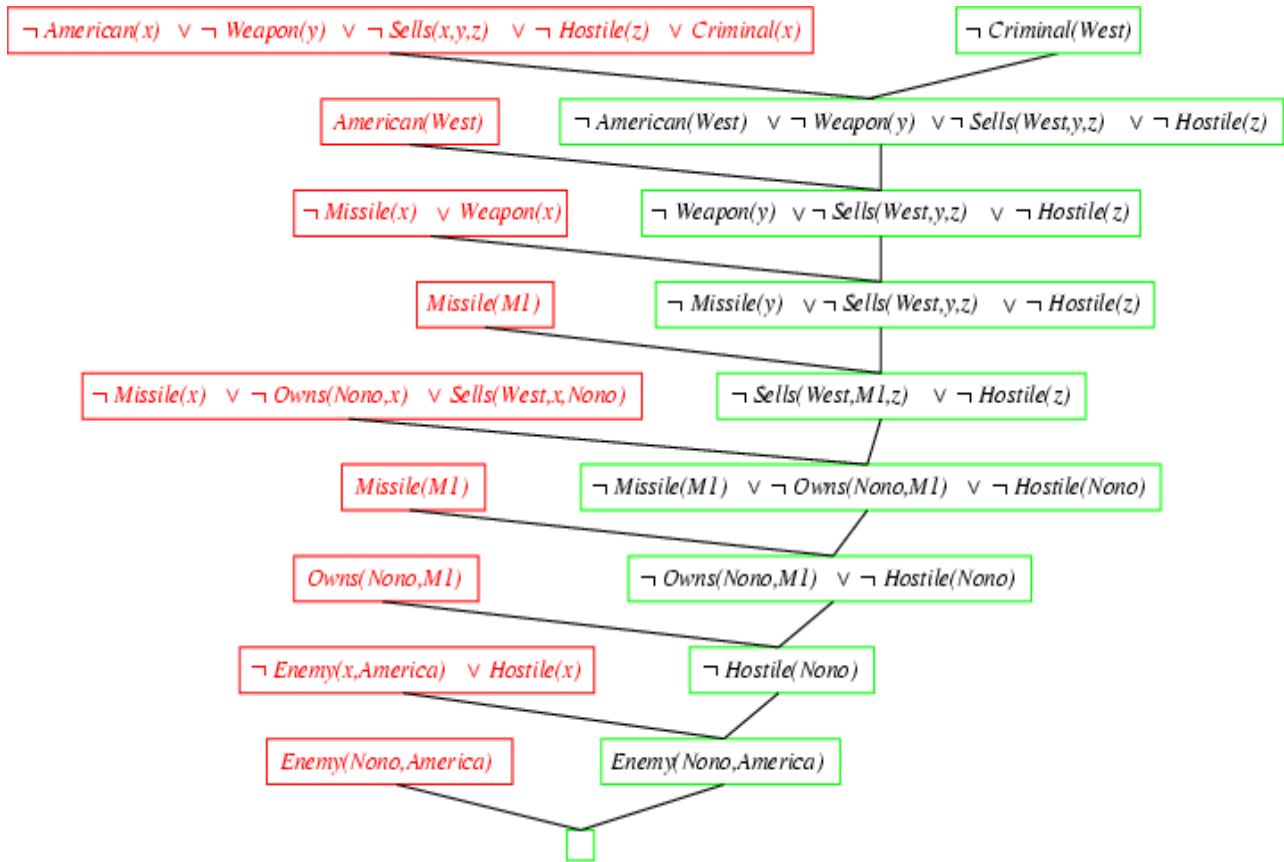 ¬ American(x) ∨ ¬ Weapon(y) ∨ ¬ Sells(x,y,z) ∨ ¬ Hostile(z) ∨ Criminal(x)
¬ Criminal(West)
American(West)
¬ American(West) ∨ ¬ Weapon(y) ∨ ¬ Sells(West,y,z) ∨ ¬ Hostile(z)
¬ Missile(x) ∨ Weapon(x)
¬ Weapon(y) ∨ ¬ Sells(West,y,z) ∨ ¬ Hostile(z)
Missile(M1)
¬ Missile(y) ∨ ¬ Sells(West,y,z) ∨ ¬ Hostile(z)
¬ Missile(x) ∨ ¬ Owns(Nono,x) ∨ Sells(West,x,Nono)
¬ Sells(West,M1,z) ∨ ¬ Hostile(z)
Missile(M1)
¬ Missile(M1) ∨ ¬ Owns(Nono,M1) ∨ ¬ Hostile(Nono)
Owns(Nono,M1)
¬ Owns(Nono,M1) ∨ ¬ Hostile(Nono)
¬ Enemy(x,America) ∨ Hostile(x)
¬ Hostile(Nono)
Enemy(Nono,America)
Enemy(Nono,America)